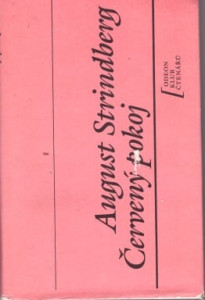 August Strindberg
Červený pokoj
ODEON
KLUB
ČTENÁŘŮ